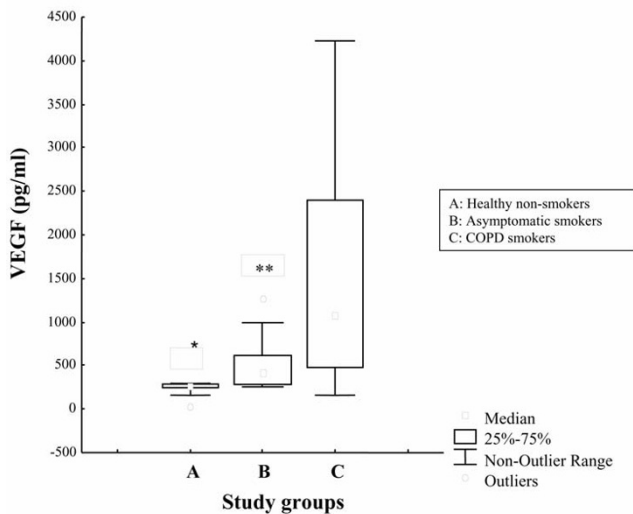 4500
4000
3500
3000
2500
2000
1500
1000
500
0
-500
VEGF (pg/ml)
*
**
A
B
C
Study groups
A: Healthy non-smokers
B: Asymptomatic smokers
C: COPD smokers
Median
25%-75%
Non-Outlier Range
Outliers